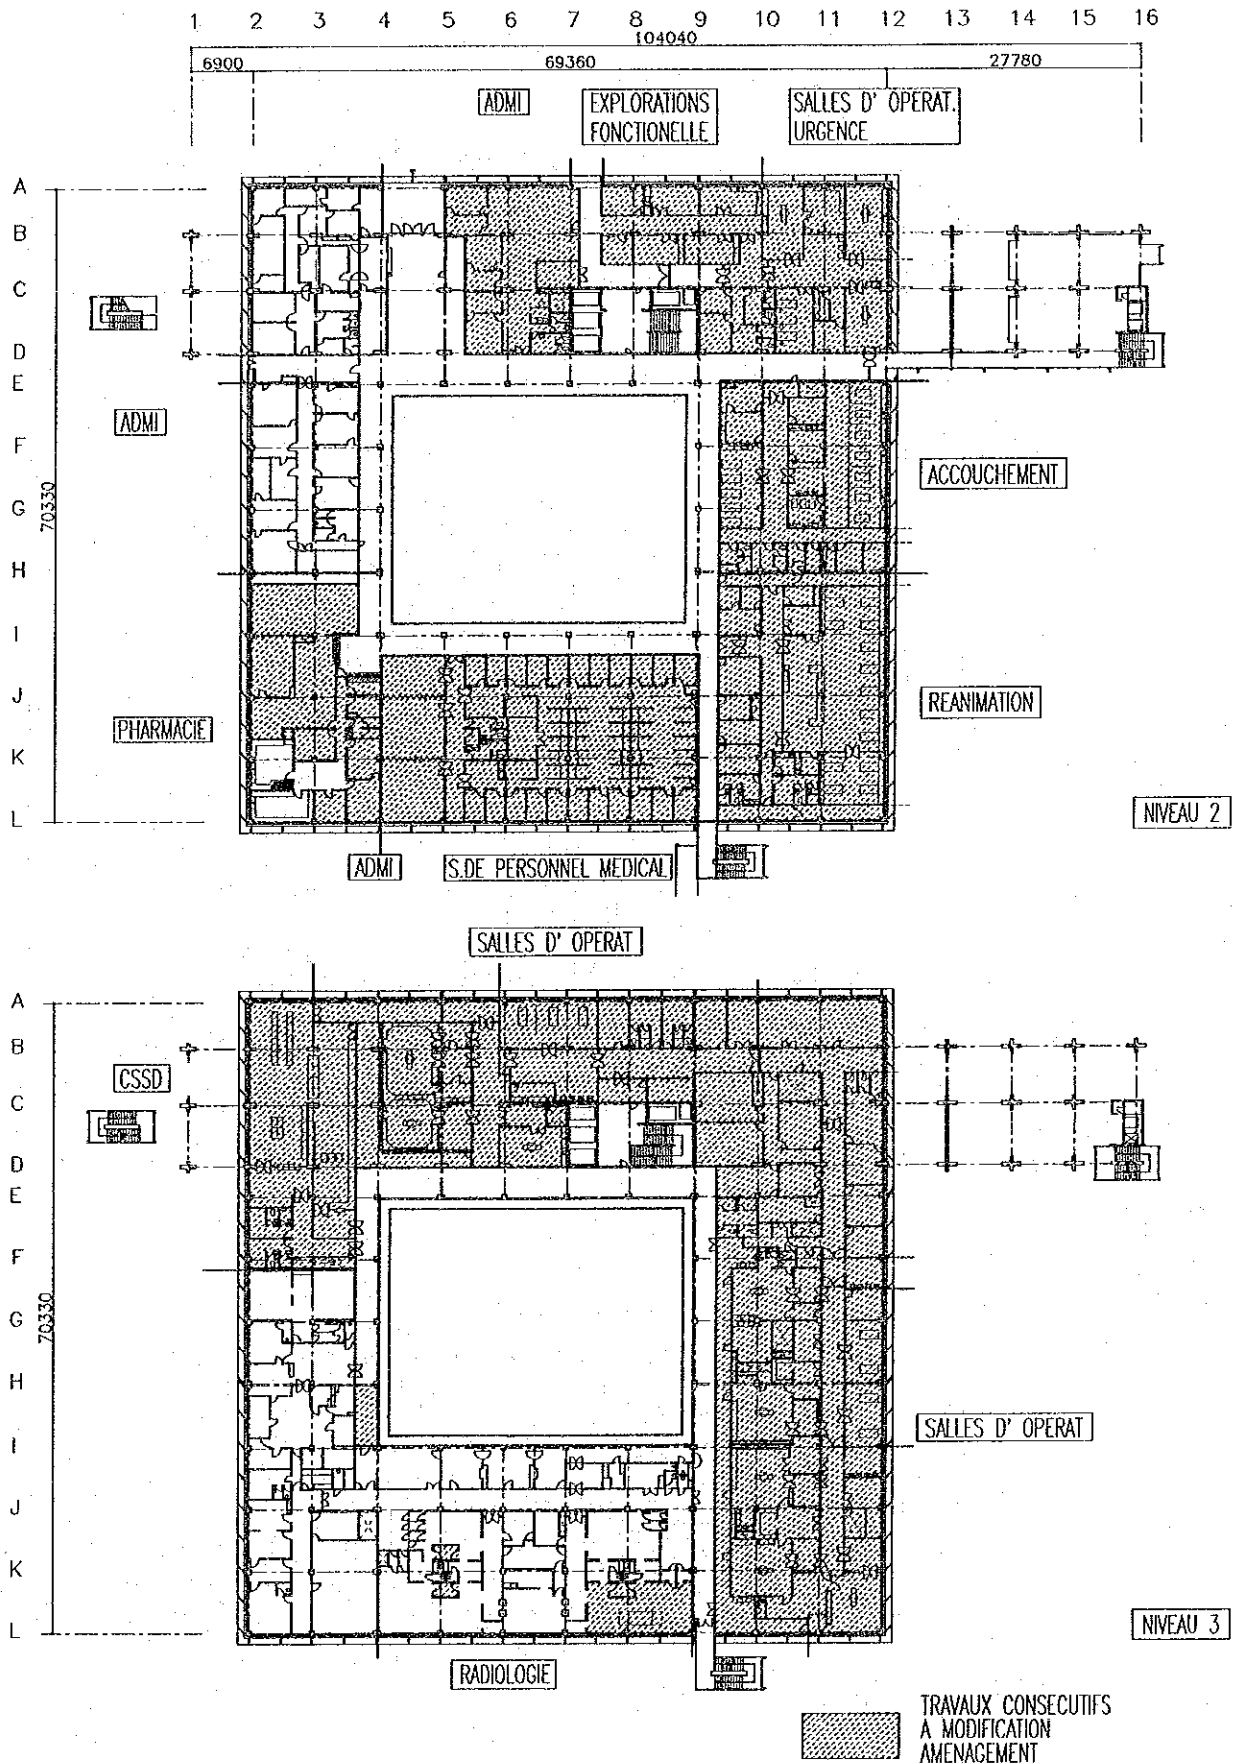 1 2 3 4 5 6 7 8 9 10 11 12 13 14 15 16
104040
6900 69360 27780
ADMI
EXPLORATIONS
FONCTIONELLE
SALLES D' OPERAT.
URGENCE
A
B
C
D
E
F
G
H
I
J
K
L
70330
ADMI
ACCOUCHEMENT
PHARMACIE
REANIMATION
NIVEAU 2
ADMI
S.DE PERSONNEL MEDICAL
SALLES D' OPERAT
A
B
C
D
E
F
G
H
I
J
K
L
70330
CSSD
SALLES D' OPERAT
NIVEAU 3
RADIOLOGIE
TRAVAUX CONSECUTIFS
A MODIFICATION
AMENAGEMENT